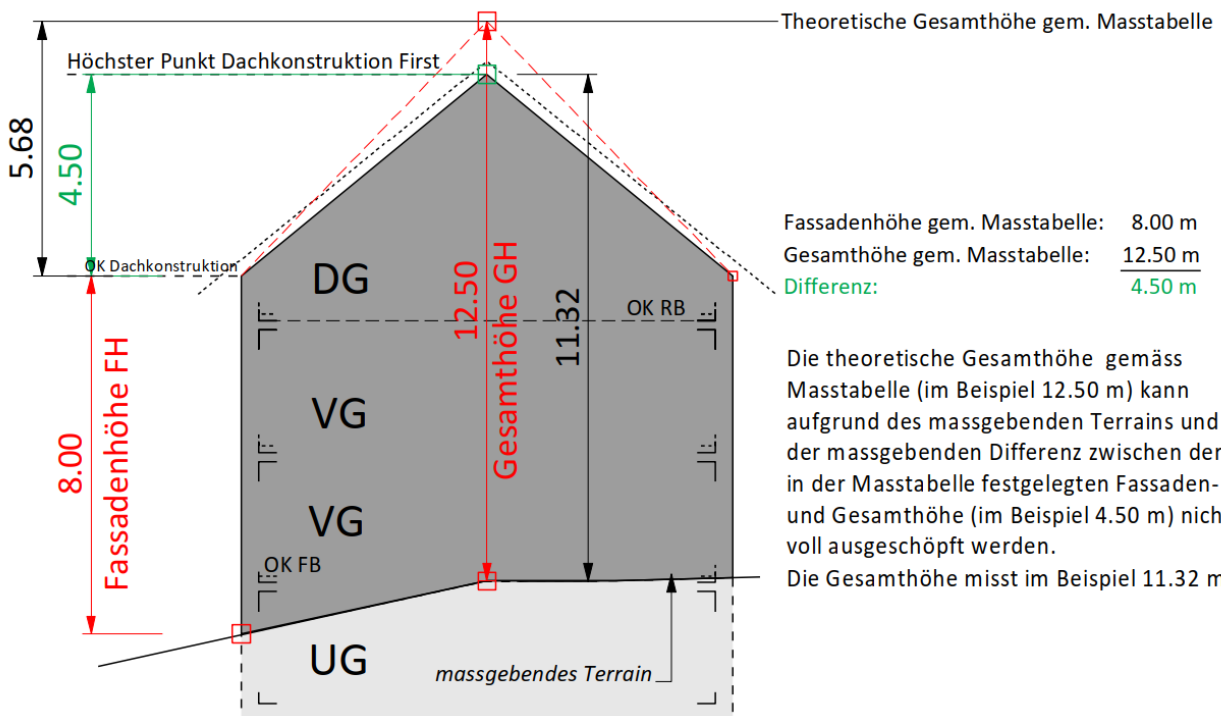 Theoretische Gesamthöhe gem. Masstabelle
Höchster Punkt Dachkonstruktion First
5.68
4.50
OK Dachkonstruktion
DG
12.50
Gesamthöhe GH
11.32
OK RB
Fassadenhöhe FH
8.00
VG
VG
OK FB
UG
massgebendes Terrain
Fassadenhöhe gem. Masstabelle: 8.00 m
Gesamthöhe gem. Masstabelle: 12.50 m
Differenz: 4.50 m
Die theoretische Gesamthöhe gemäss
Masstabelle (im Beispiel 12.50 m) kann
aufgrund des massgebenden Terrains und
der massgebenden Differenz zwischen der
in der Masstabelle festgelegten Fassaden-
und Gesamthöhe (im Beispiel 4.50 m) nich
voll ausgeschöpft werden.
Die Gesamthöhe misst im Beispiel 11.32 m